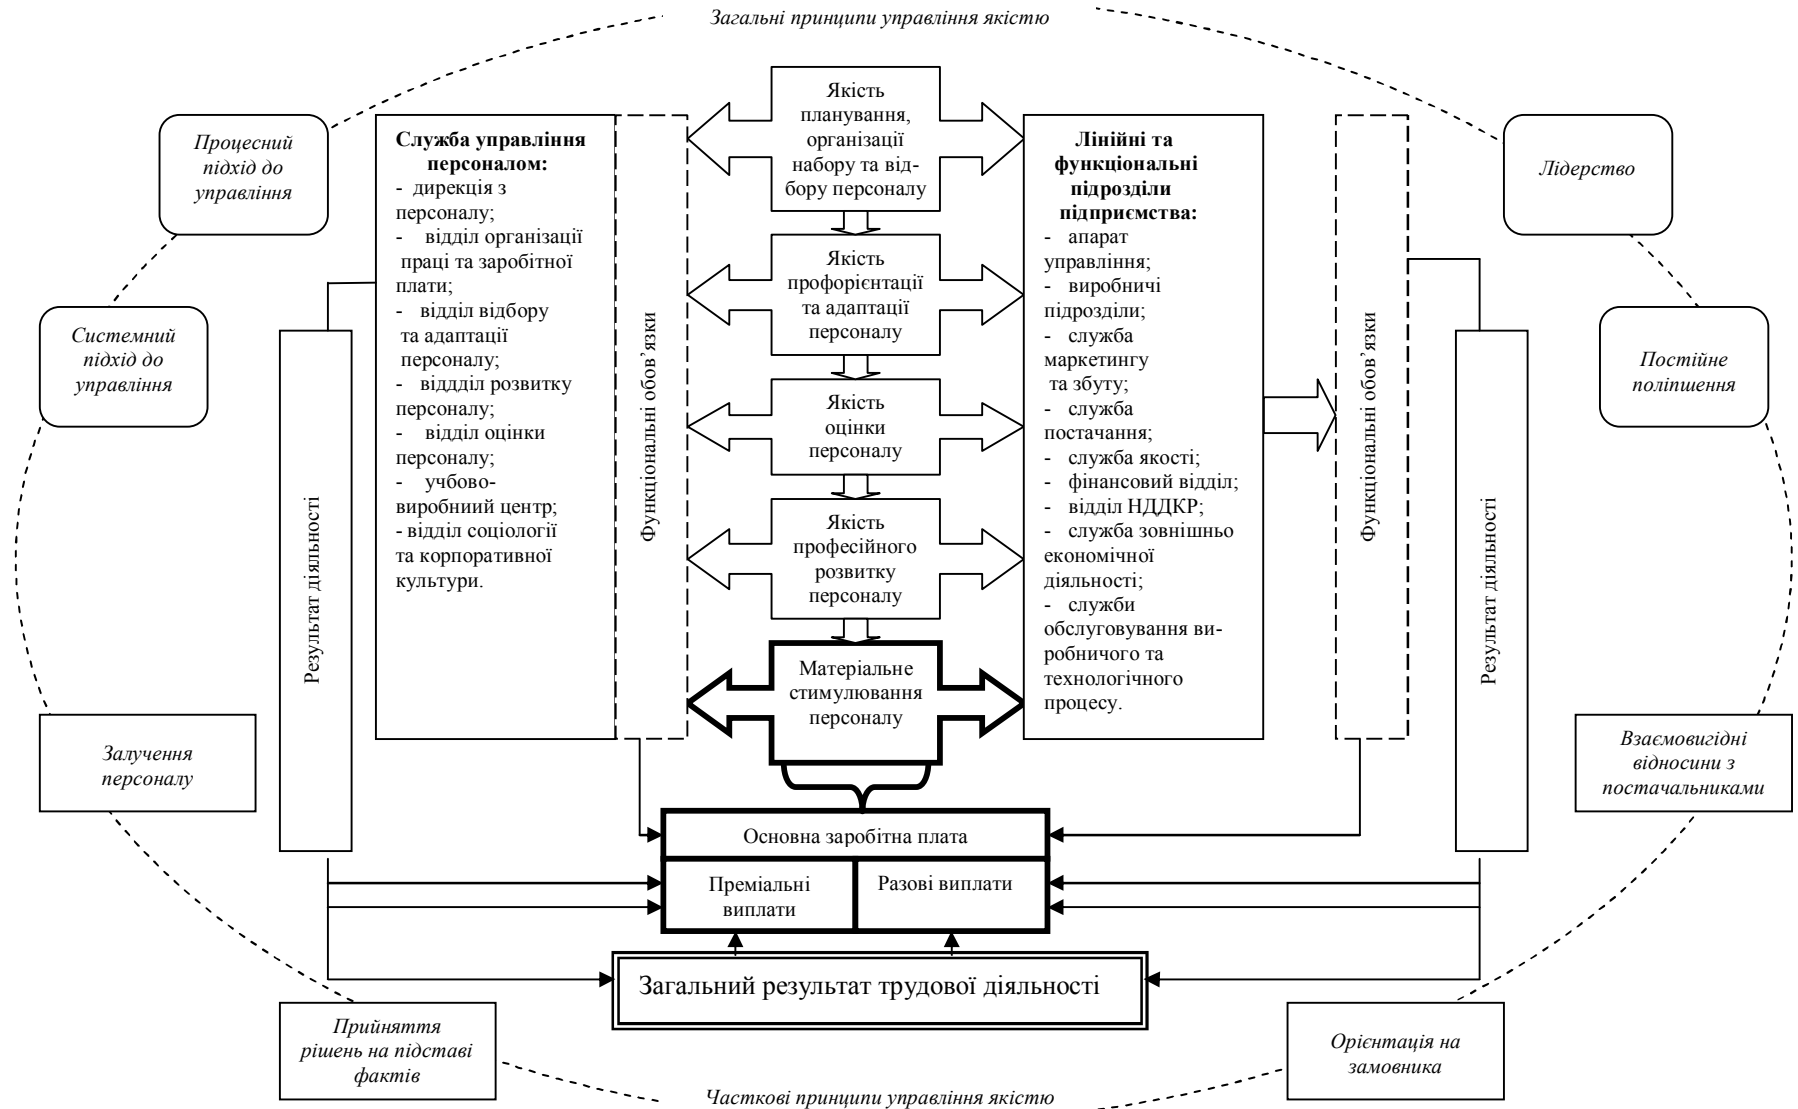 Загальні принципи управління якістю
Процесний
підхід до
управління
Системний
підхід до
управління
Залучення
персоналу
Прийняття
рішень на підставі
фактів
Результат діяльності
Служба управління
персоналом:
- дирекція з
персоналу;
- відділ організації
праці та заробітної
плати;
- відділ відбору
та адаптації
персоналу;
- віддділ розвитку
персоналу;
- відділ оцінки
персоналу;
- учбово-
виробниий центр;
- відділ соціології
та корпоративної
культури.
Функціональні обов’язки
Якість
планування,
організації
набору та від-
бору персоналу
Якість
профорієнтації
та адаптації
персоналу
Якість
оцінки
персоналу
Якість
професійного
розвитку
персоналу
Матеріальне
стимулювання
персоналу
Лінійні та
функціональні
підрозділи
підприємства:
- апарат
управління;
- виробничі
підрозділи;
- служба
маркетингу
та збуту;
- служба
постачання;
- служба якості;
- фінансовий відділ;
- відділ НДДКР;
- служба зовнішньо
економічної
діяльності;
- служби
обслуговування ви-
робничого та
технологічного
процесу.
Функціональні обов’язки
Результат діяльності
Лідерство
Постійне
поліпшення
Взаємовигідні
відносини з
постачальниками
Орієнтація на
замовника
Основна заробітна плата
Преміальні
виплати
Разові виплати
Загальний результат трудової діяльності
Часткові принципи управління якістю